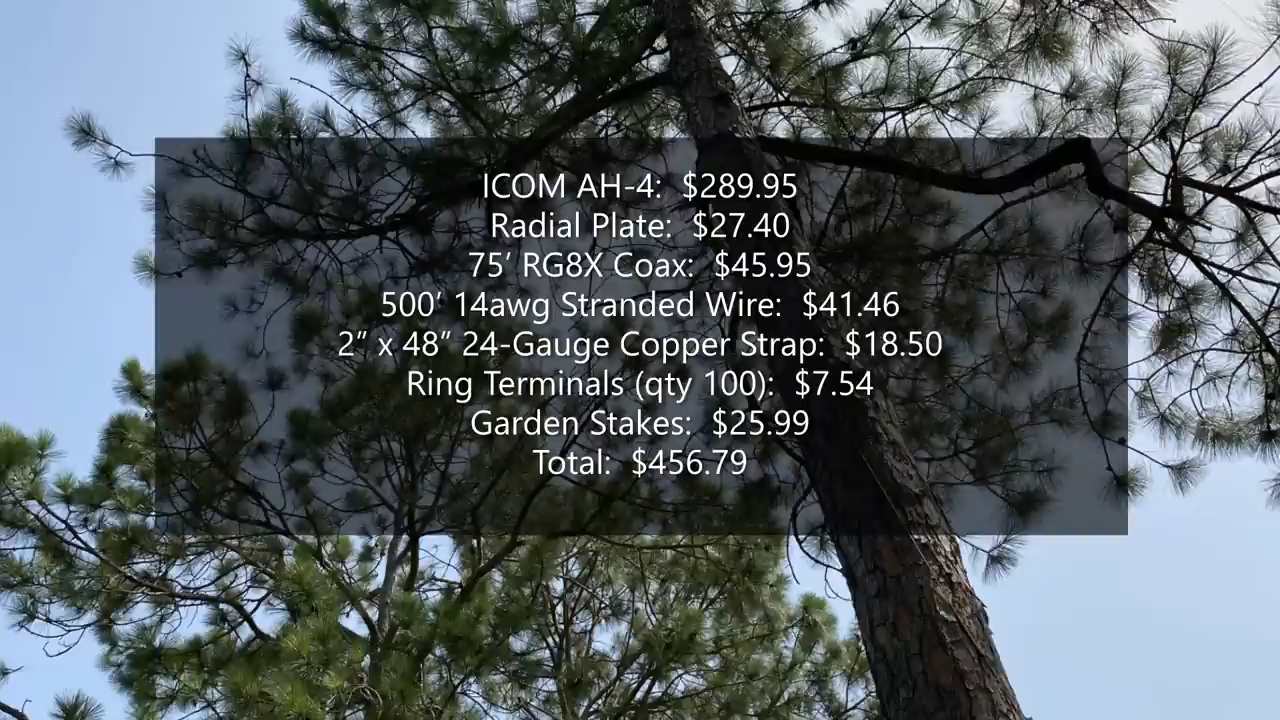 ICOM AH-4:  $289.95
Radial Plate:  $27.40
75’ RG8X Coax:  $45.95
500’ 14awg Stranded Wire:  $41.46
2” x 48” 24-Gauge Copper Strap:  $18.50
Ring Terminals (qty 100):  $7.54
Garden Stakes:  $25.99
Total:  $456.79